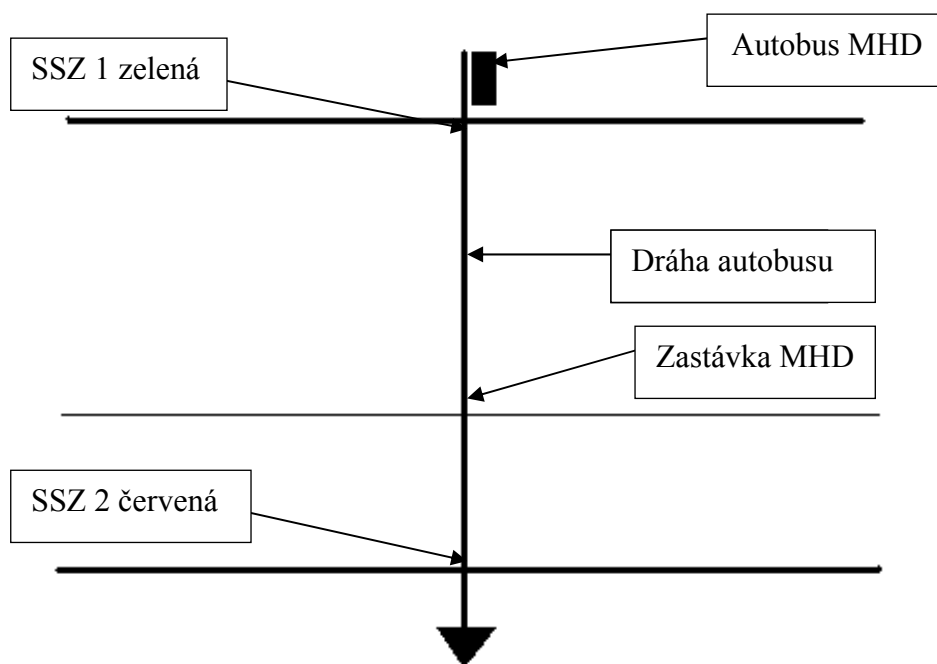 Autobus MHD
SSZ 1 zelená
Dráha autobusu
Zastávka MHD
SSZ 2 červená